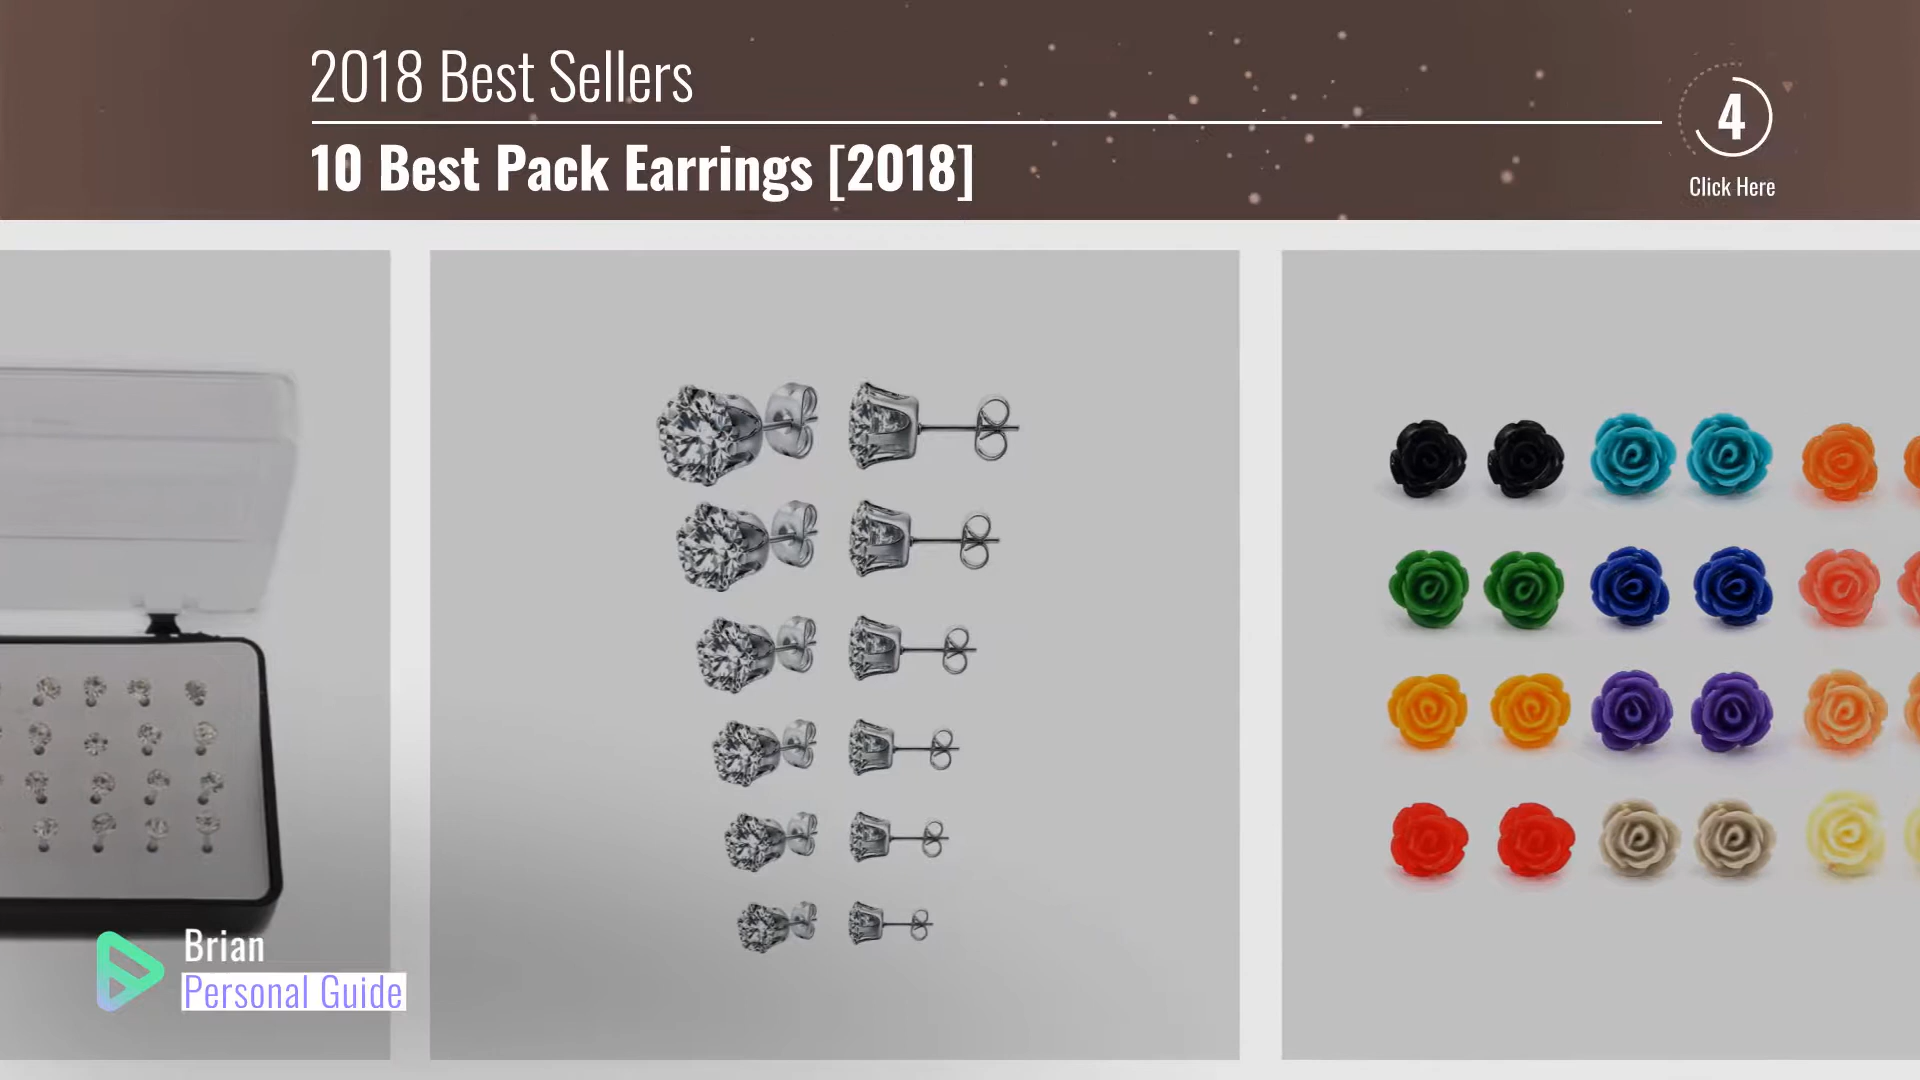 2018 Best Sellers
10 Best Pack Earrings [2018]
4
Click Here
Brian
Personal Guide